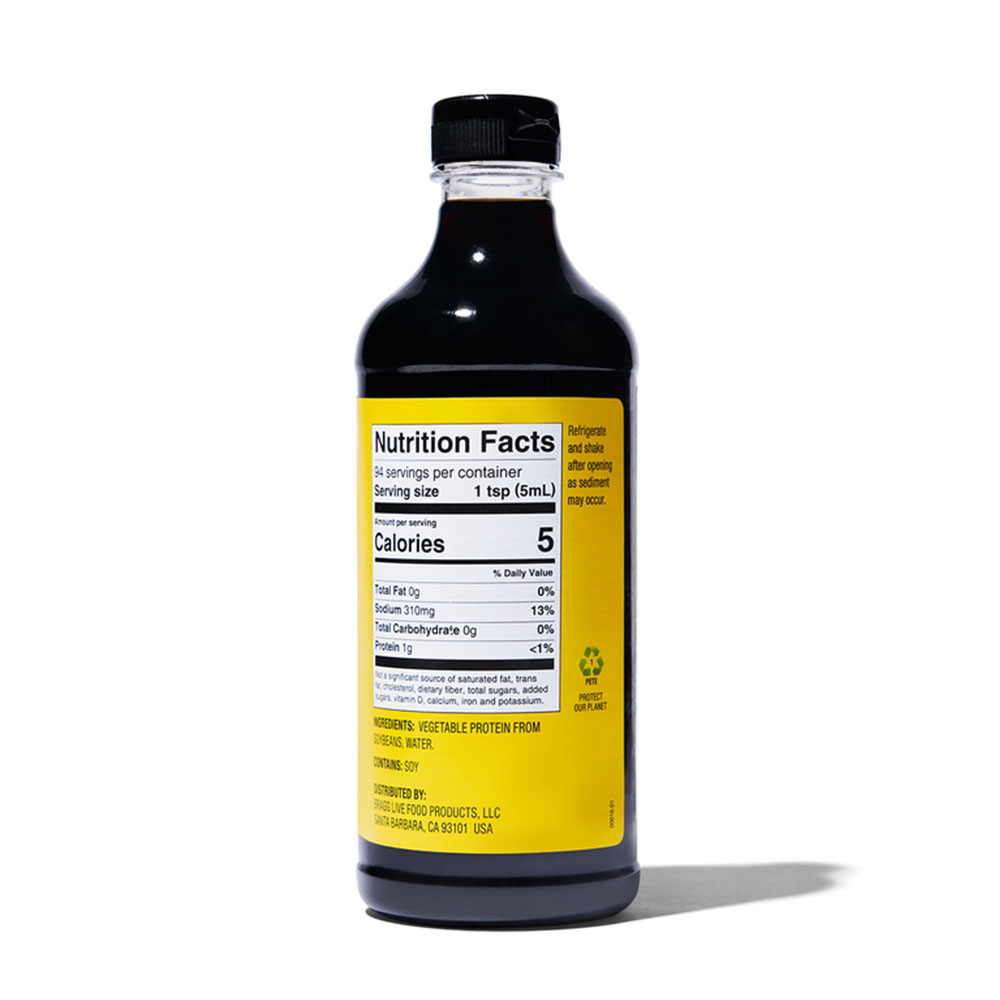 Nutrition Facts
94 servings per container
Serving size 1 tsp (5mL)
Amount per serving
Calories 5
% Daily Value
Total Fat 0g 0%
Sodium 310mg 13%
Total Carbohydrate 0g 0%
Protein 1g <1%
Not a significant source of saturated fat, trans
fat, cholesterol, dietary fiber, total sugars, added
sugars, vitamin D, calcium, iron and potassium.
INGREDIENTS: VEGETABLE PROTEIN FROM
SOYBEANS, WATER.
CONTAINS: SOY
DISTRIBUTED BY:
BRAGG LIVE FOOD PRODUCTS, LLC
SANTA BARBARA, CA 93101 USA
Refrigerate
and shake
after opening
as sediment
may occur.
1
PETE
PROTECT
OUR PLANET